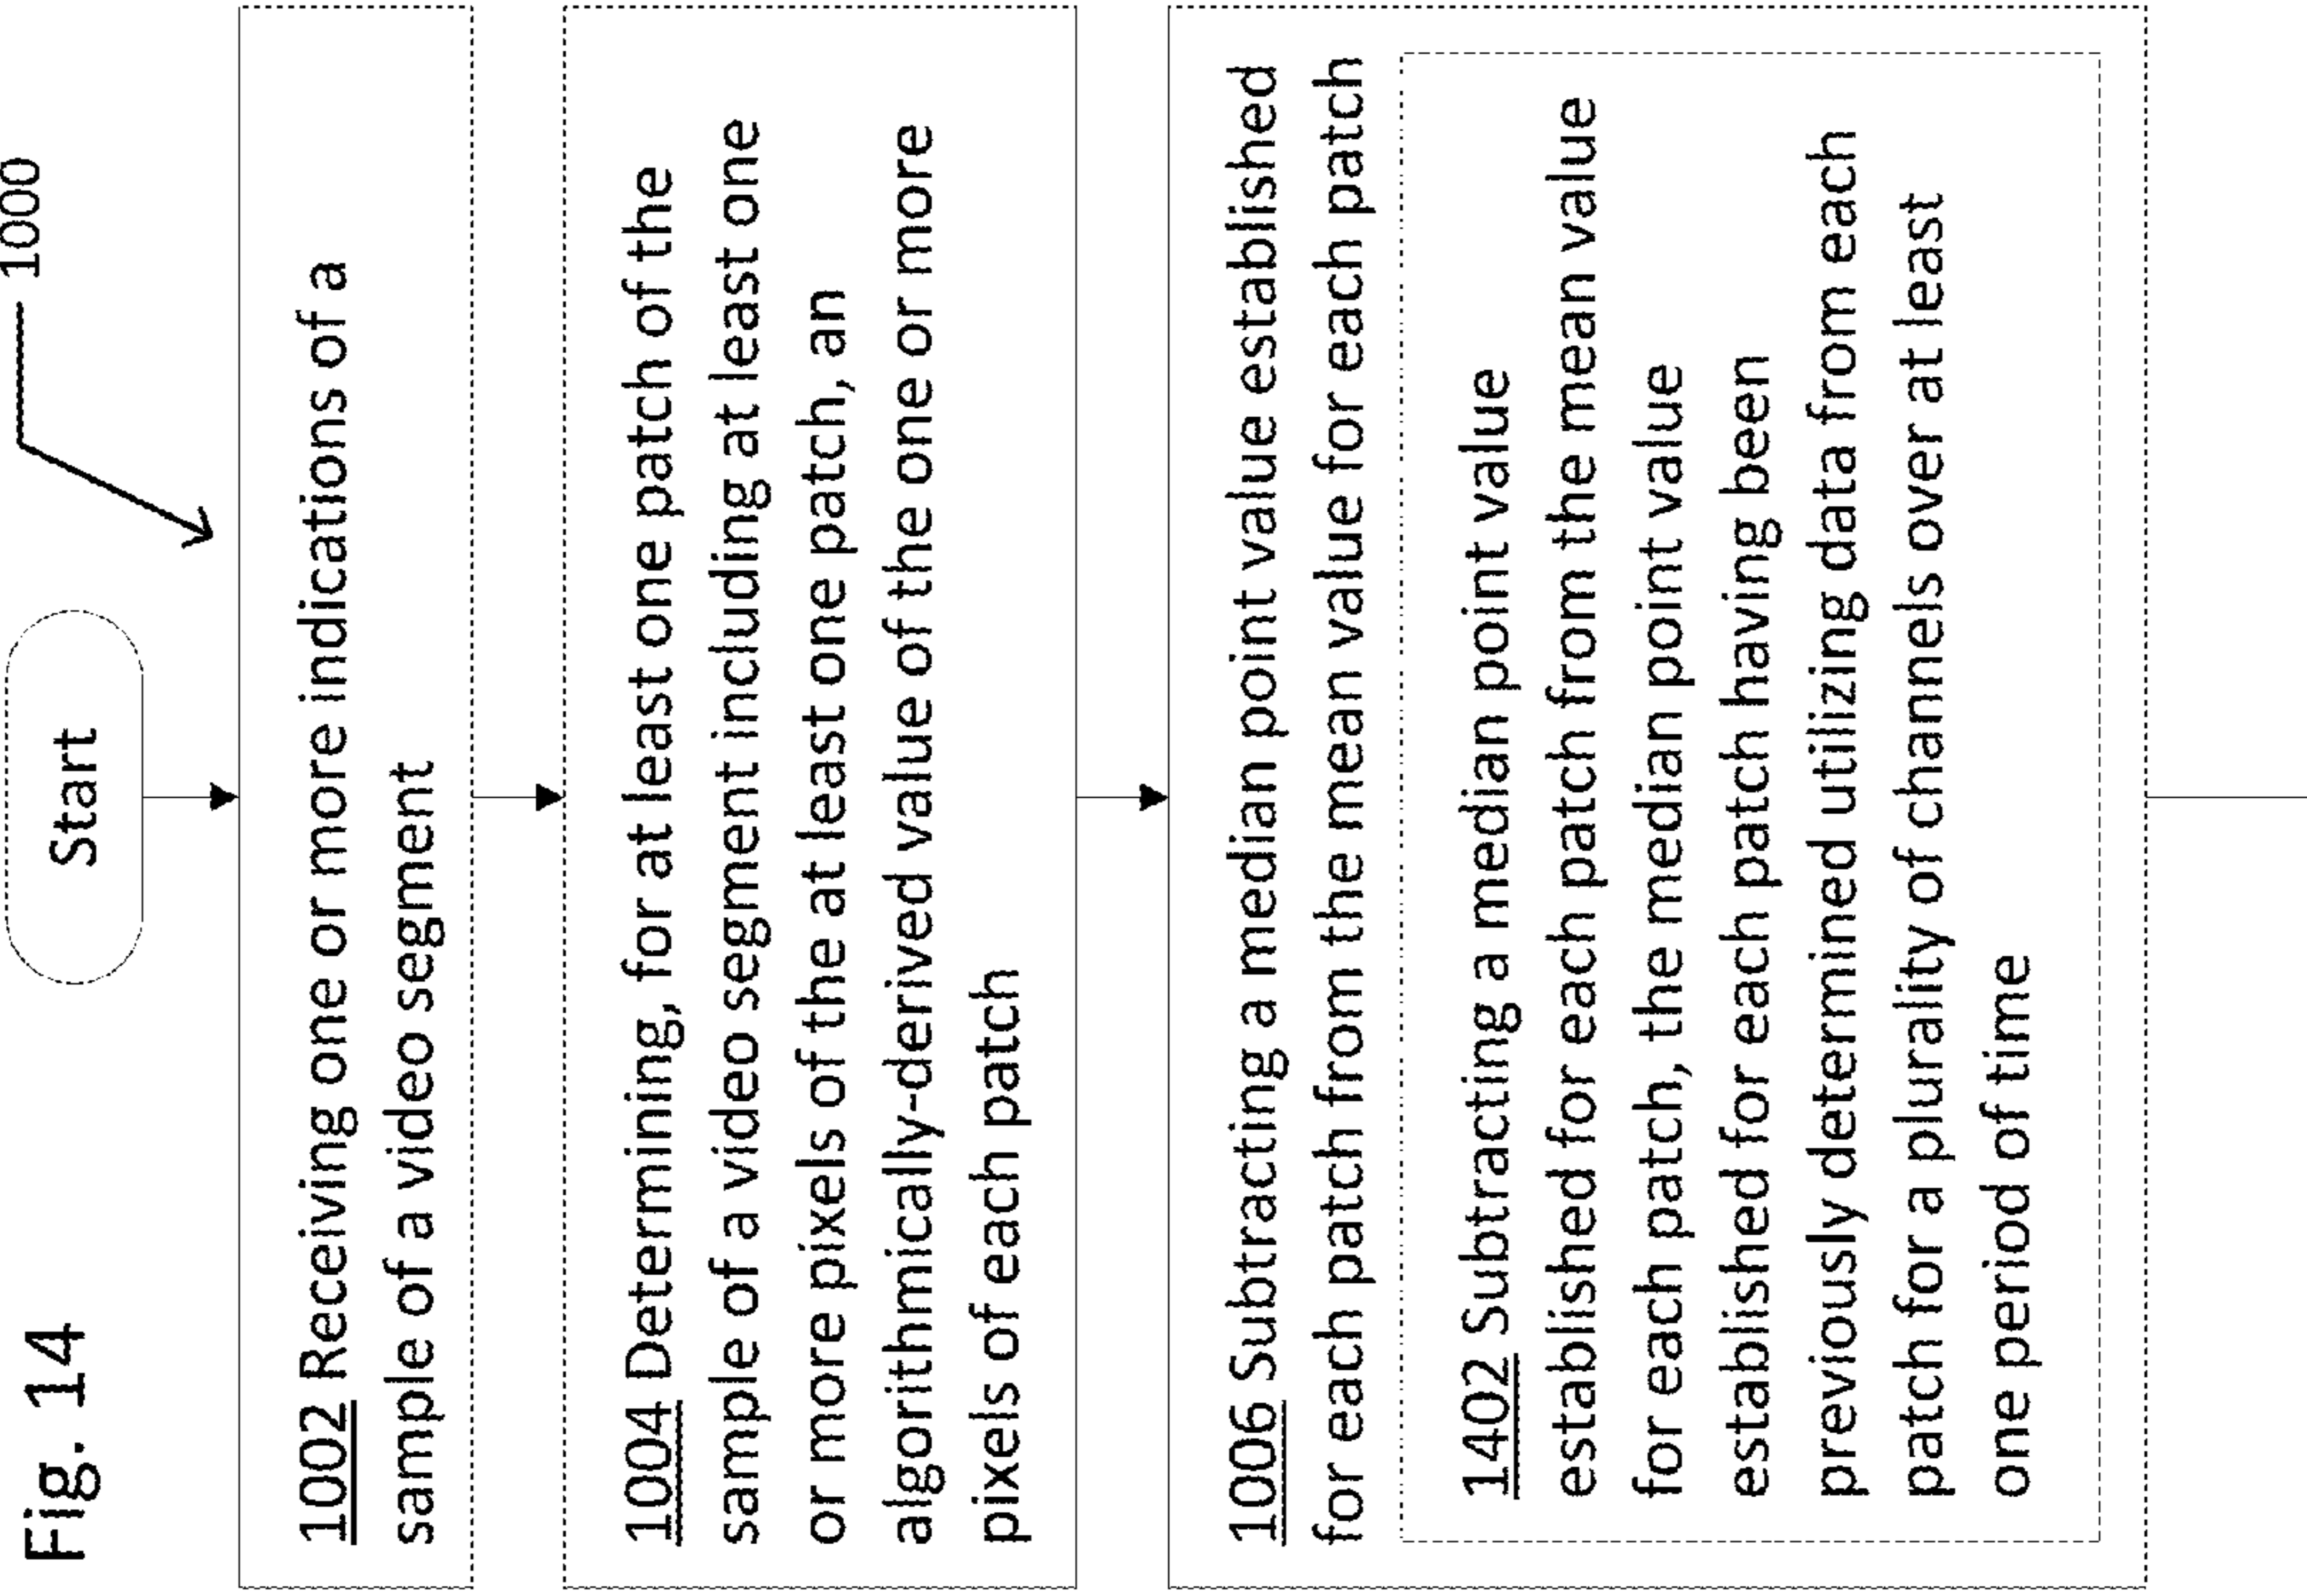 Fig. 14
1000
Start
1002 Receiving one or more indications of a
sample of a video segment
1004 Determining, for at least one patch of the
sample of a video segment including at least one
or more pixels of the at least one patch, an
algorithmically-derived value of the one or more
pixels of each patch
1006 Subtracting a median point value established
for each patch from the mean value for each patch
1402 Subtracting a median point value
established for each patch from the mean value
for each patch, the median point value
established for each patch having been
previously determined utilizing data from each
patch for a plurality of channels over at least
one period of time